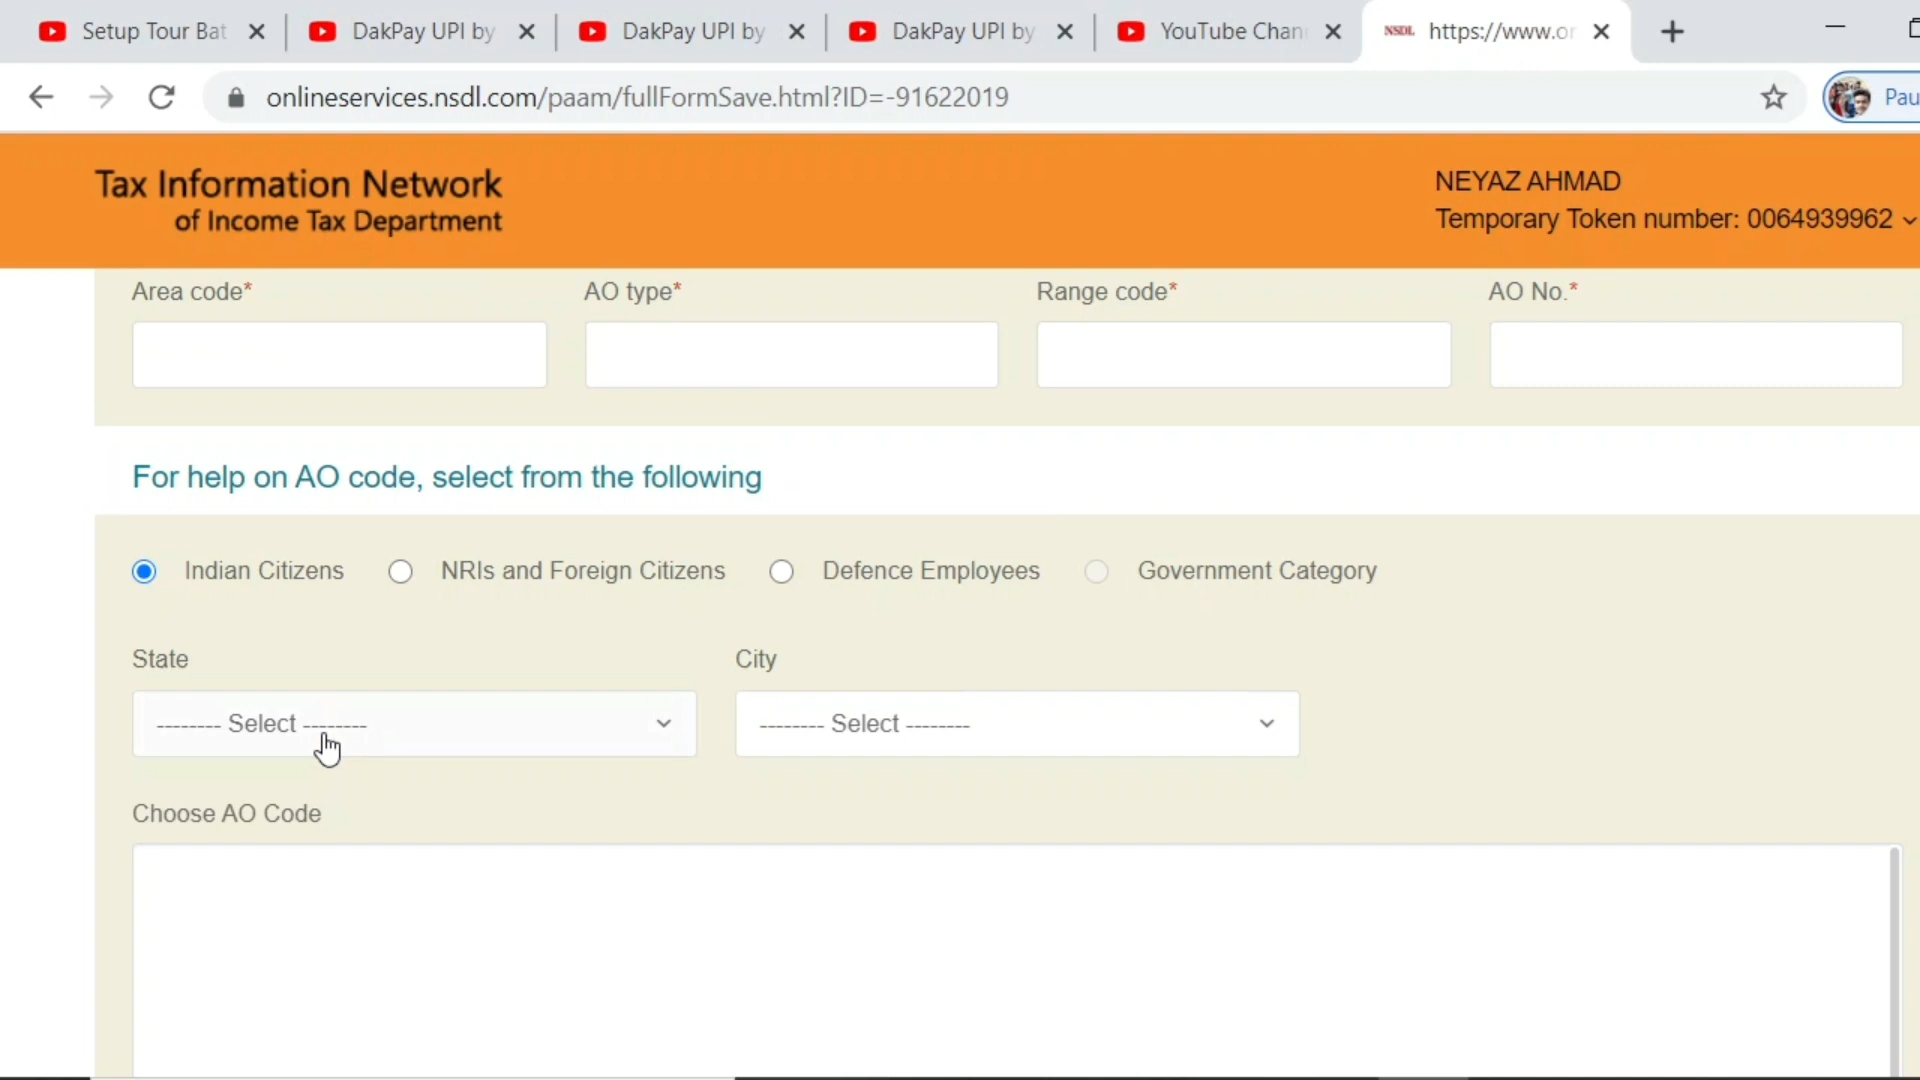 Setup Tour Bat
DakPay UPI by
DakPay UPI by
DakPay UPI by
YouTube Chan
NSDL https://www.or
onlineservices.nsdl.com/paam/fullFormSave.html?ID=-91622019
Pau
Tax Information Network
of Income Tax Department
NEYAZ AHMAD
Temporary Token number: 0064939962
Area code*
AO type*
Range code*
AO No.*
For help on AO code, select from the following
Indian Citizens
NRIs and Foreign Citizens
Defence Employees
Government Category
State
City
-------- Select --------
-------- Select --------
Choose AO Code